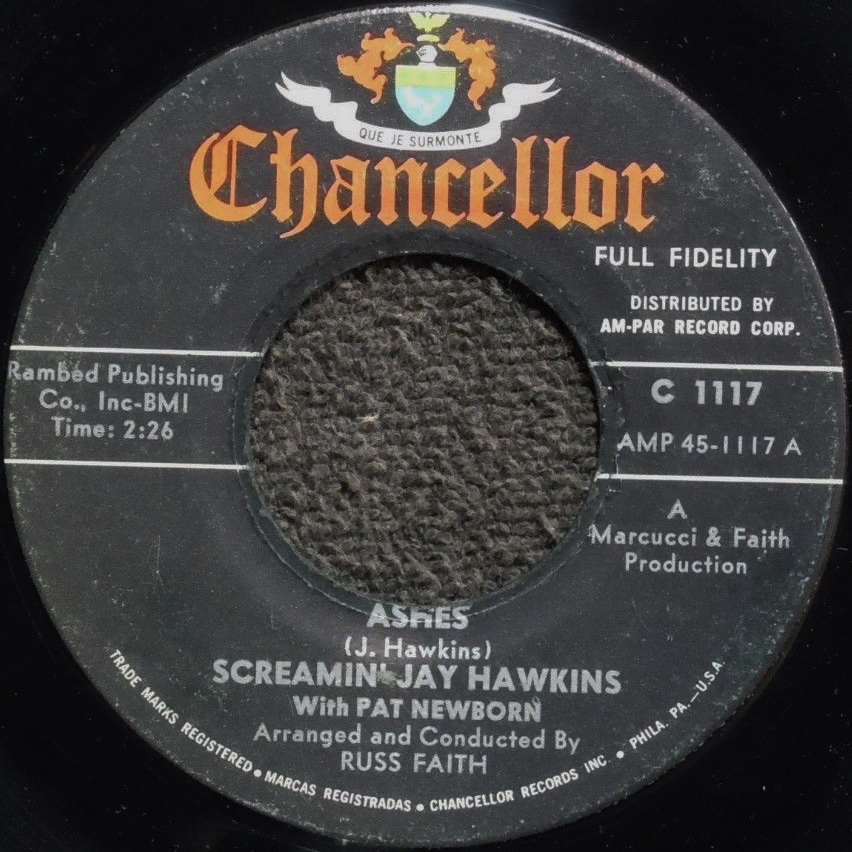 QUE JE SURMONTE
Chancellor
FULL FIDELITY
DISTRIBUTED BY
AM-PAR RECORD CORP.
Rambed Publishing
Co., Inc-BMI
Time: 2:26
C 1117
AMP 45-1117 A
A
Marcucci & Faith
Production
ASHES
(J. Hawkins)
SCREAMIN' JAY HAWKINS
With PAT NEWBORN
Arranged and Conducted By
RUSS FAITH
TRADE MARKS REGISTERED • MARCAS REGISTRADAS • CHANCELLOR RECORDS INC • PHILA. PA.—U.S.A